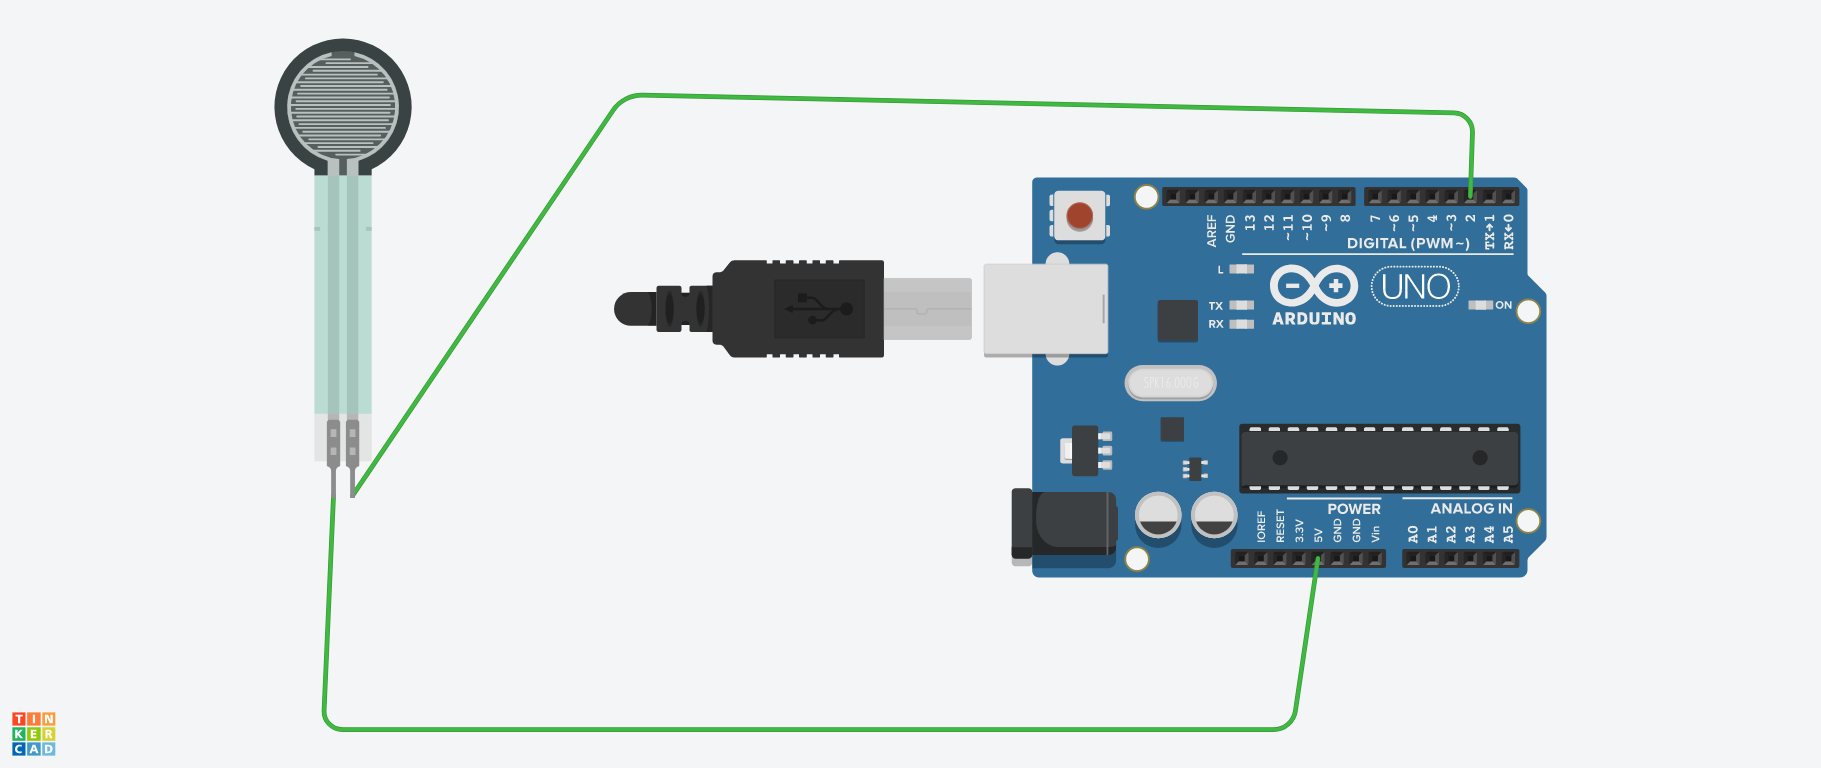 AREF
GND
13
12
~11
~10
~9
8
7
~6
~5
4
~3
2
TX→1
RX←0
DIGITAL (PWM~)
L
TX
RX
ARDUINO
UNO
ON
SPK16.000G
POWER
ANALOG IN
IOREF
RESET
3.3V
5V
GND
GND
Vin
A0
A1
A2
A3
A4
A5
TIN
KER
CAD